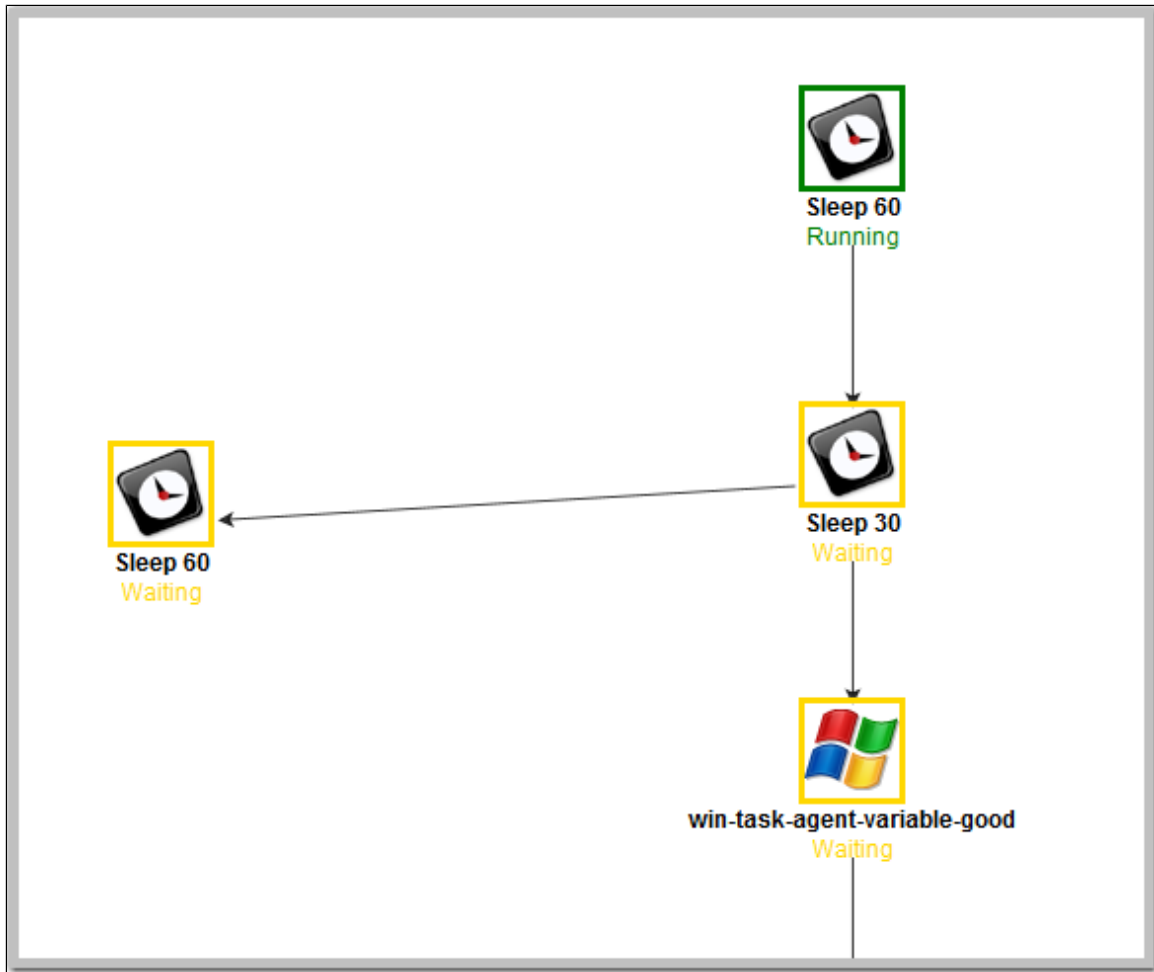 Sleep 60
Running
Sleep 30
Waiting
Sleep 60
Waiting
win-task-agent-variable-good
Waiting